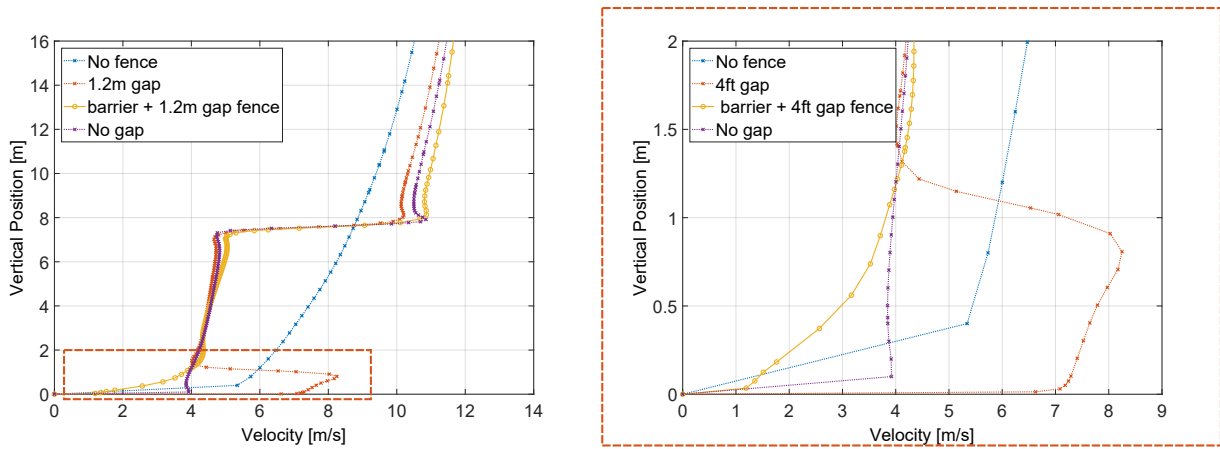 16
14
12
10
8
6
4
2
0
Vertical Position [m]
No fence
1.2m gap
barrier + 1.2m gap fence
No gap
0 2 4 6 8 10 12 14
Velocity [m/s]
2
1.5
1
0.5
0
Vertical Position [m]
No fence
4ft gap
barrier + 4ft gap fence
No gap
0 1 2 3 4 5 6 7 8 9
Velocity [m/s]